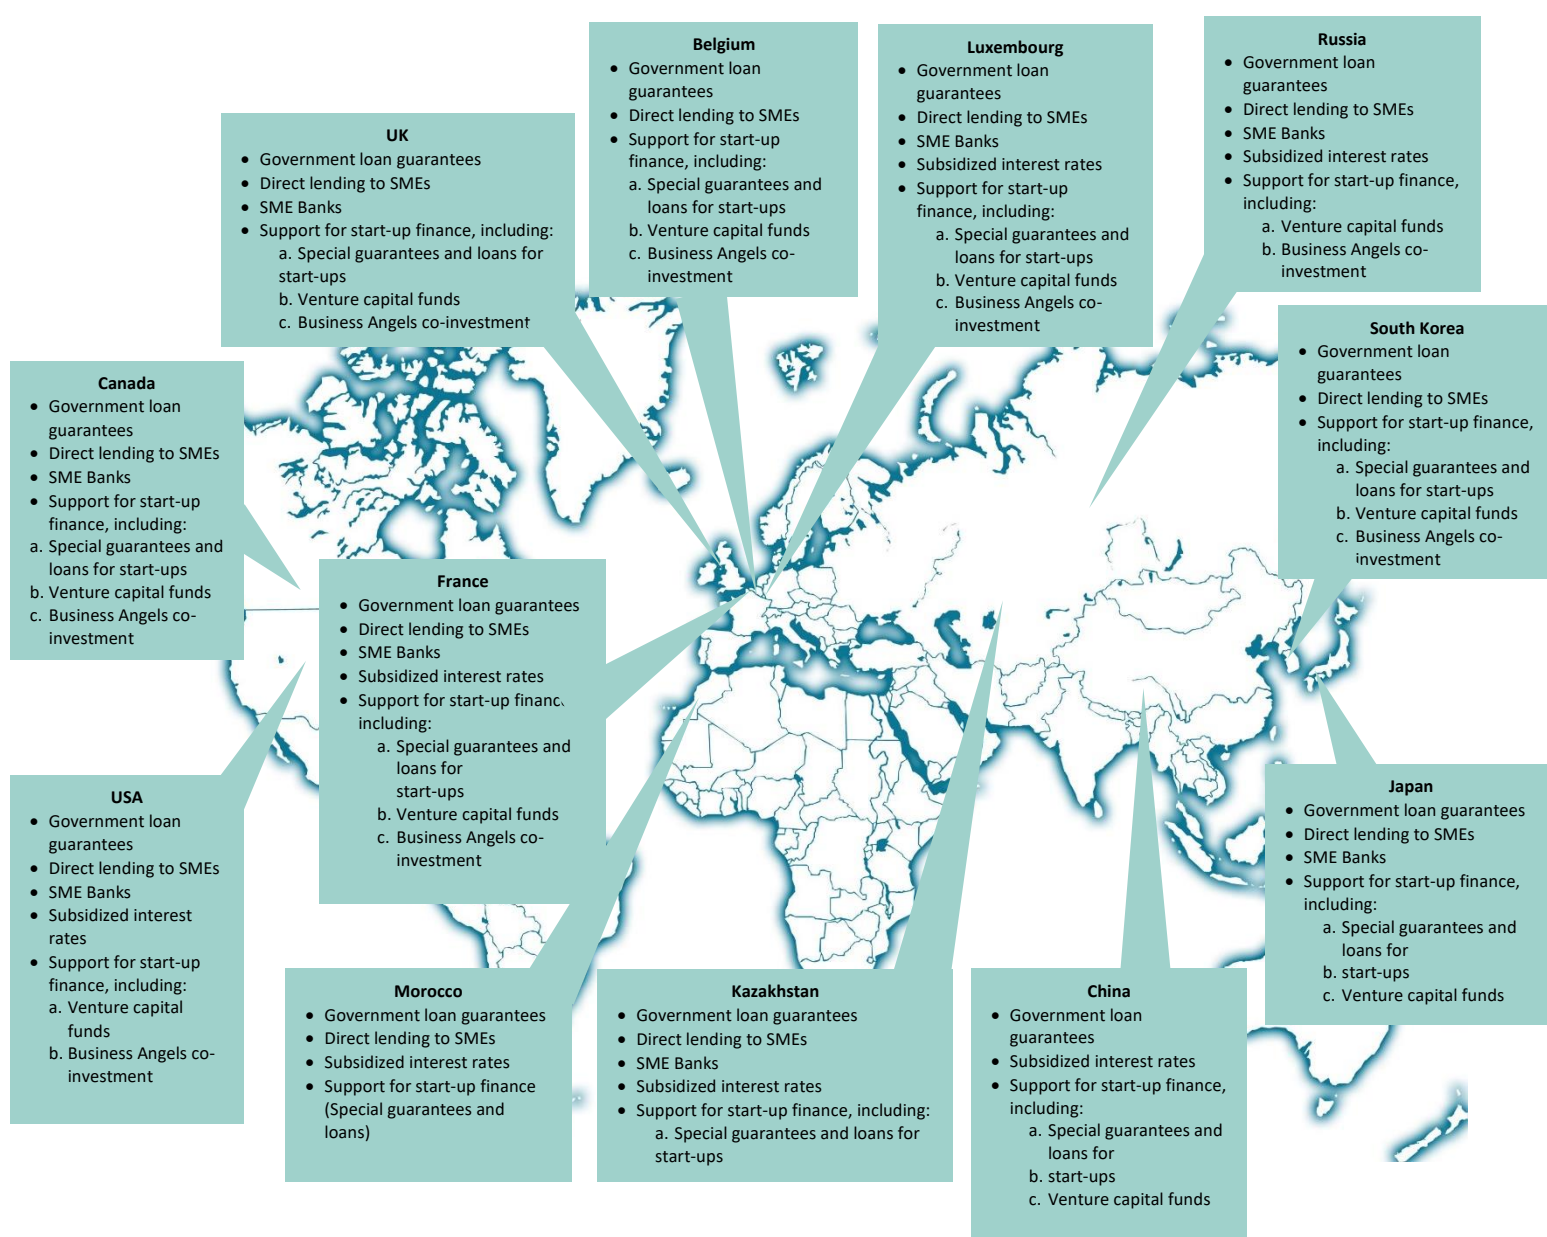 Belgium
• Government loan
guarantees
• Direct lending to SMEs
• Support for start-up
finance, including:
a. Special guarantees and
loans for start-ups
b. Venture capital funds
c. Business Angels co-
investment
Luxembourg
• Government loan
guarantees
• Direct lending to SMEs
• SME Banks
• Subsidized interest rates
• Support for start-up
finance, including:
a. Special guarantees and
loans for start-ups
b. Venture capital funds
c. Business Angels co-
investment
Russia
• Government loan
guarantees
• Direct lending to SMEs
• SME Banks
• Subsidized interest rates
• Support for start-up finance,
including:
a. Venture capital funds
b. Business Angels co-
investment
UK
• Government loan guarantees
• Direct lending to SMEs
• SME Banks
• Support for start-up finance, including:
a. Special guarantees and loans for
start-ups
b. Venture capital funds
c. Business Angels co-investment
South Korea
• Government loan
guarantees
• Direct lending to SMEs
• Support for start-up finance,
including:
a. Special guarantees and
loans for start-ups
b. Venture capital funds
c. Business Angels co-
investment
Canada
• Government loan
guarantees
• Direct lending to SMEs
• SME Banks
• Support for start-up
finance, including:
a. Special guarantees and
loans for start-ups
b. Venture capital funds
c. Business Angels co-
investment
France
• Government loan guarantees
• Direct lending to SMEs
• SME Banks
• Subsidized interest rates
• Support for start-up financ
including:
a. Special guarantees and
loans for
start-ups
b. Venture capital funds
c. Business Angels co-
investment
USA
• Government loan
guarantees
• Direct lending to SMEs
• SME Banks
• Subsidized interest
rates
• Support for start-up
finance, including:
a. Venture capital
funds
b. Business Angels co-
investment
Japan
• Government loan guarantees
• Direct lending to SMEs
• SME Banks
• Support for start-up finance,
including:
a. Special guarantees and
loans for
b. start-ups
c. Venture capital funds
Morocco
• Government loan guarantees
• Direct lending to SMEs
• Subsidized interest rates
• Support for start-up finance
(Special guarantees and
loans)
Kazakhstan
• Government loan guarantees
• Direct lending to SMEs
• SME Banks
• Subsidized interest rates
• Support for start-up finance, including:
a. Special guarantees and loans for
start-ups
China
• Government loan
guarantees
• Subsidized interest rates
• Support for start-up finance,
including:
a. Special guarantees and
loans for
b. start-ups
c. Venture capital funds